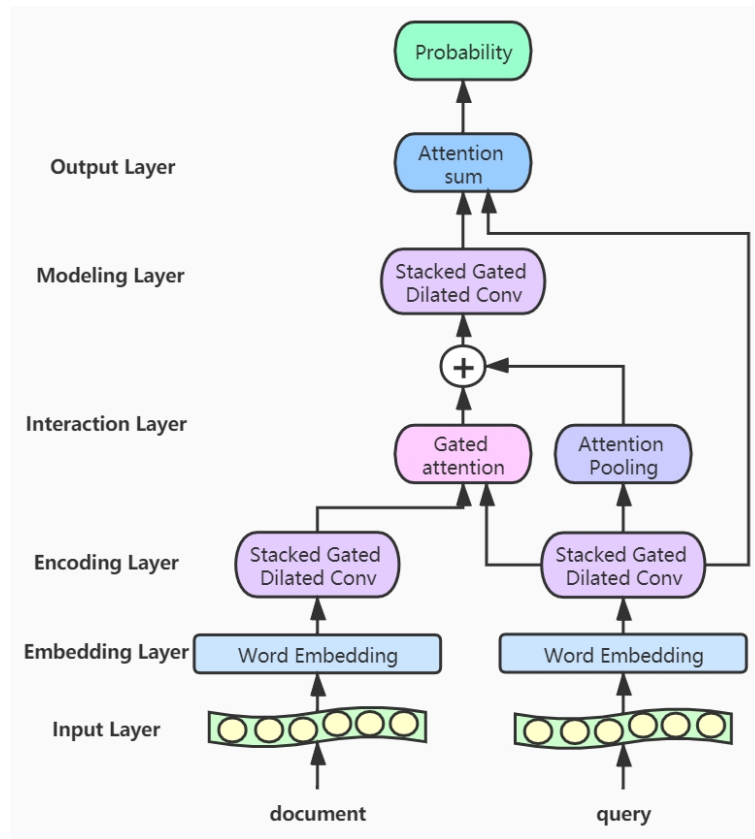 Probability
Output Layer
Attention
sum
Modeling Layer
Stacked Gated
Dilated Conv
+
Interaction Layer
Gated
attention
Attention
Pooling
Encoding Layer
Stacked Gated
Dilated Conv
Stacked Gated
Dilated Conv
Embedding Layer
Word Embedding
Word Embedding
Input Layer
document
query